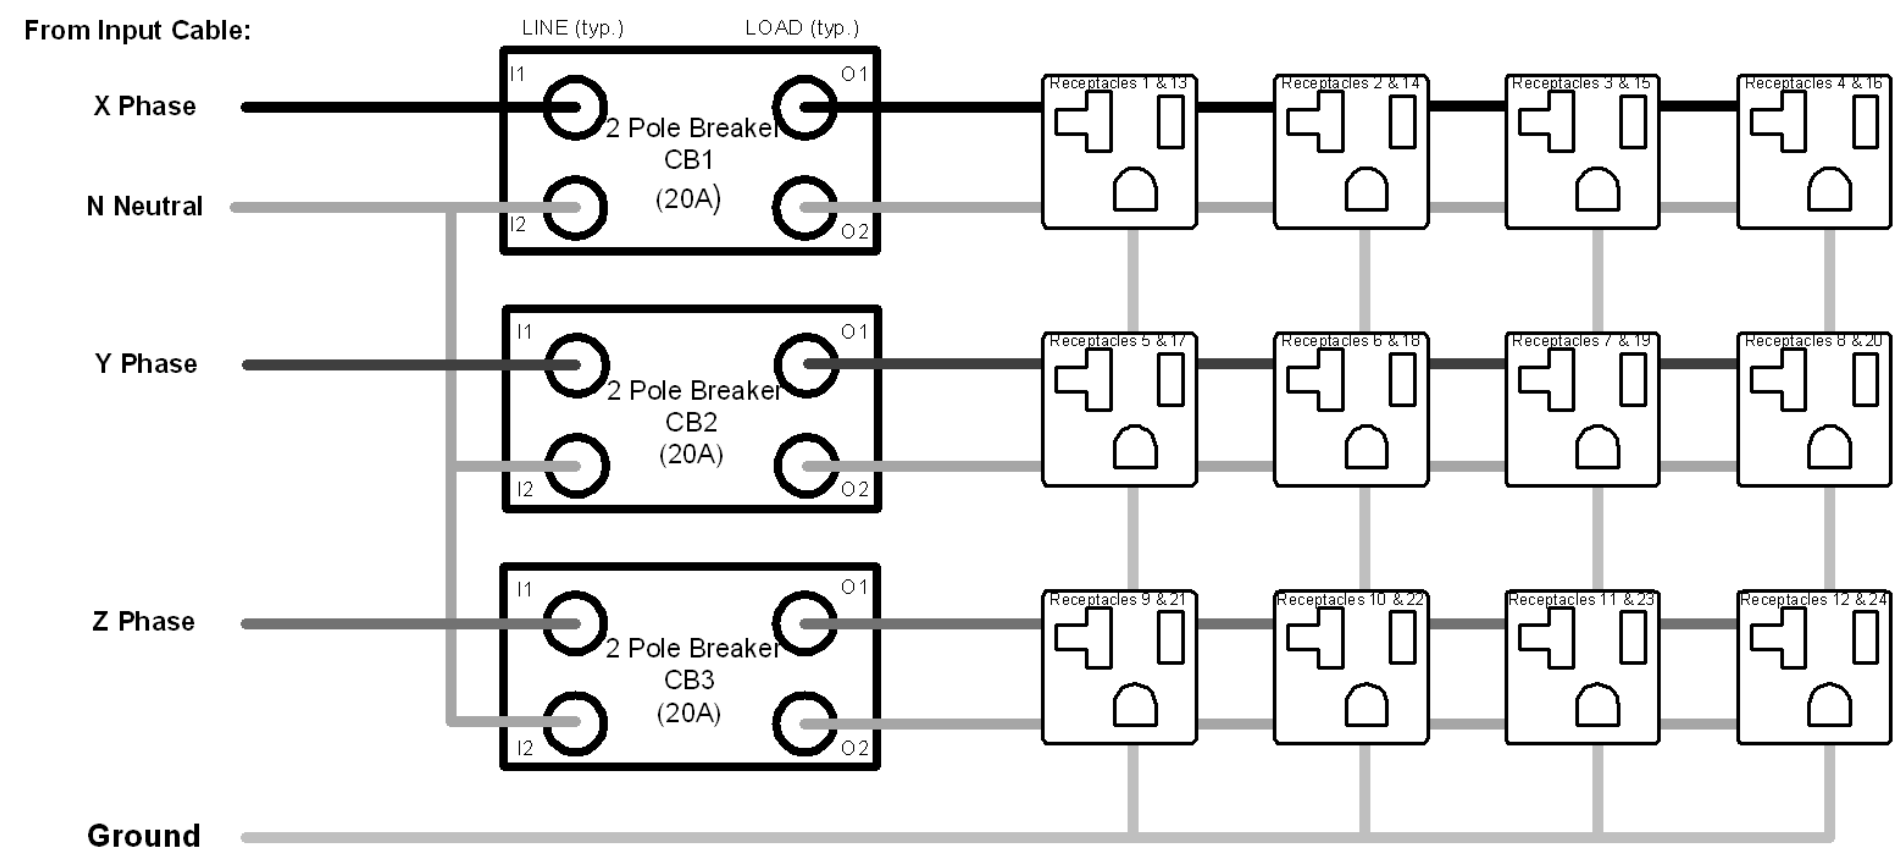 From Input Cable:
LINE (typ.)
LOAD (typ.)
I1
O1
Receptacles 1 & 13
Receptacles 2 & 14
Receptacles 3 & 15
Receptacles 4 & 16
X Phase
2 Pole Breaker
CB1
(20A)
N Neutral
I2
O2
I1
O1
Receptacles 5 & 17
Receptacles 6 & 18
Receptacles 7 & 19
Receptacles 8 & 20
Y Phase
2 Pole Breaker
CB2
(20A)
I2
O2
I1
O1
Receptacles 9 & 21
Receptacles 10 & 22
Receptacles 11 & 23
Receptacles 12 & 24
Z Phase
2 Pole Breaker
CB3
(20A)
I2
O2
Ground